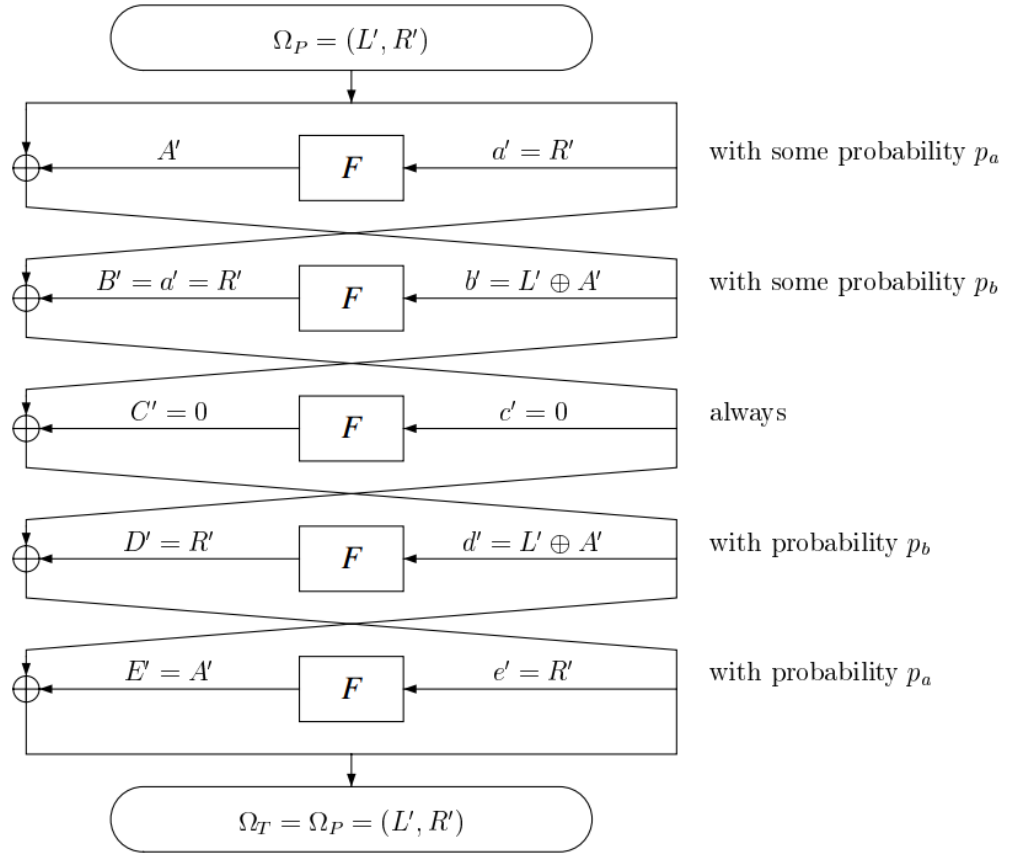 Ω_P = (L′, R′)
A′ F a′ = R′ with some probability p_a
B′ = a′ = R′ F b′ = L′ ⊕ A′ with some probability p_b
C′ = 0 F c′ = 0 always
D′ = R′ F d′ = L′ ⊕ A′ with probability p_b
E′ = A′ F e′ = R′ with probability p_a
Ω_T = Ω_P = (L′, R′)